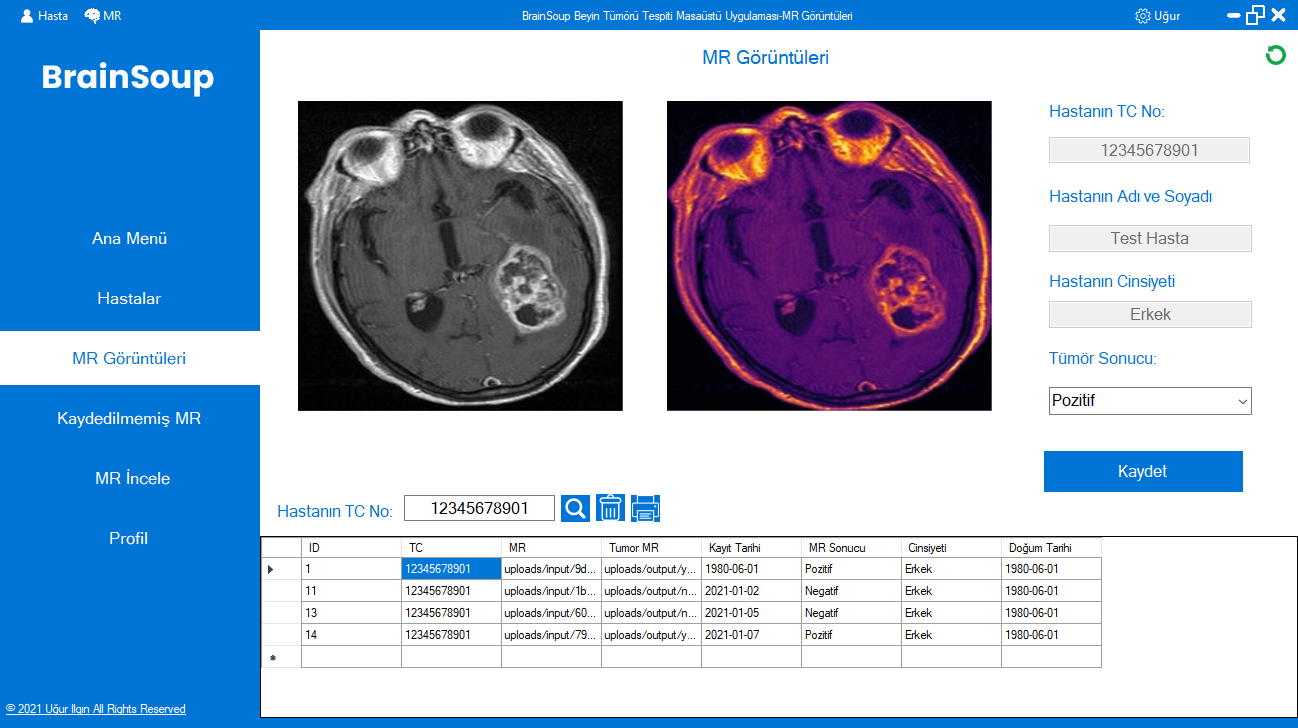 Hasta MR BrainSoup Beyin Tümörü Tespiti Masaüstü Uygulaması-MR Görüntüleri Uğur
BrainSoup
Ana Menü
Hastalar
MR Görüntüleri
Kaydedilmemiş MR
MR İncele
Profil
© 2021 Uğur Ilgın All Rights Reserved
MR Görüntüleri
Hastanın TC No:
12345678901
Hastanın Adı ve Soyadı
Test Hasta
Hastanın Cinsiyeti
Erkek
Tümör Sonucu:
Pozitif
Kaydet
Hastanın TC No: 12345678901
ID TC MR Tumor MR Kayıt Tarihi MR Sonucu Cinsiyeti Doğum Tarihi
1 12345678901 uploads/input/9d... uploads/output/y... 1980-06-01 Pozitif Erkek 1980-06-01
11 12345678901 uploads/input/1b... uploads/output/n... 2021-01-02 Negatif Erkek 1980-06-01
13 12345678901 uploads/input/60... uploads/output/n... 2021-01-05 Negatif Erkek 1980-06-01
14 12345678901 uploads/input/79... uploads/output/y... 2021-01-07 Pozitif Erkek 1980-06-01